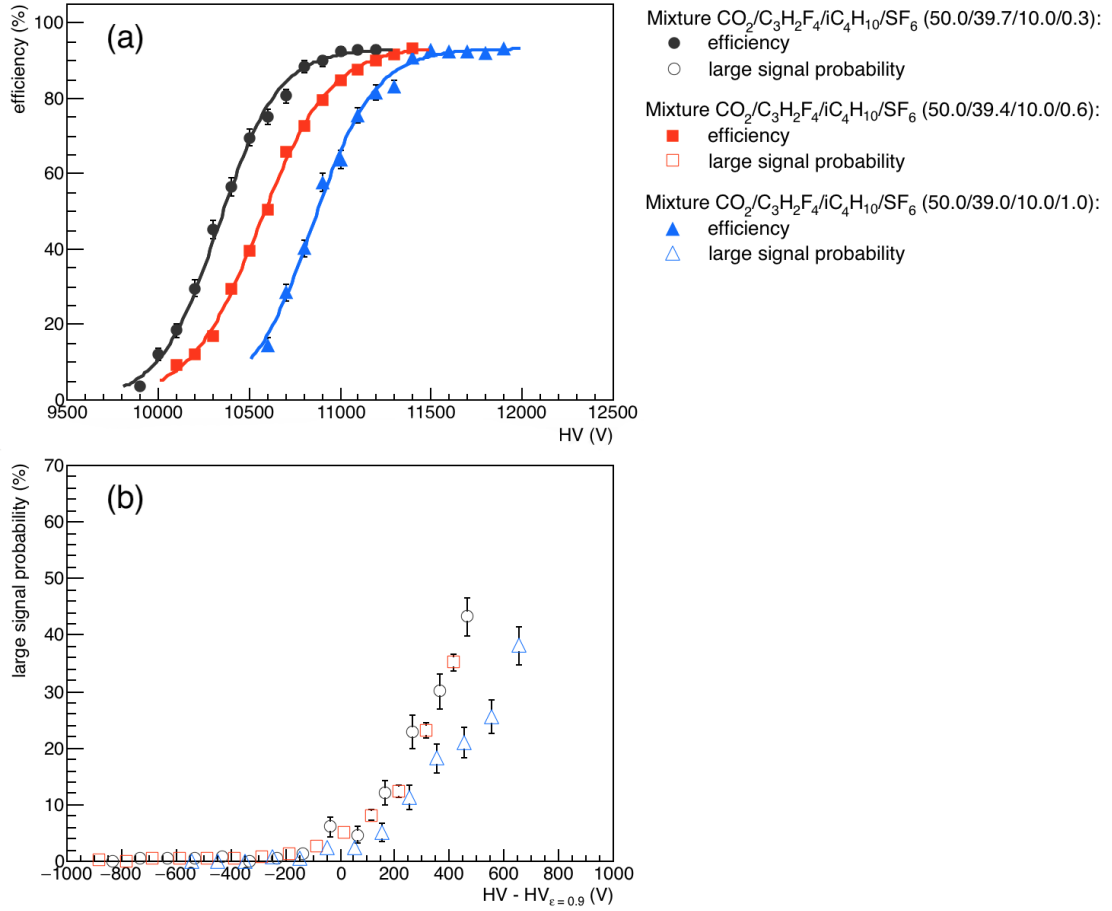 (a)
efficiency (%)
100
80
60
40
20
0
9500 10000 10500 11000 11500 12000 12500
HV (V)
Mixture CO₂/C₃H₂F₄/iC₄H₁₀/SF₆ (50.0/39.7/10.0/0.3):
efficiency
large signal probability
Mixture CO₂/C₃H₂F₄/iC₄H₁₀/SF₆ (50.0/39.4/10.0/0.6):
efficiency
large signal probability
Mixture CO₂/C₃H₂F₄/iC₄H₁₀/SF₆ (50.0/39.0/10.0/1.0):
efficiency
large signal probability
(b)
large signal probability (%)
70
60
50
40
30
20
10
0
−1000 −800 −600 −400 −200 0 200 400 600 800 1000
HV - HV_ε = 0.9 (V)